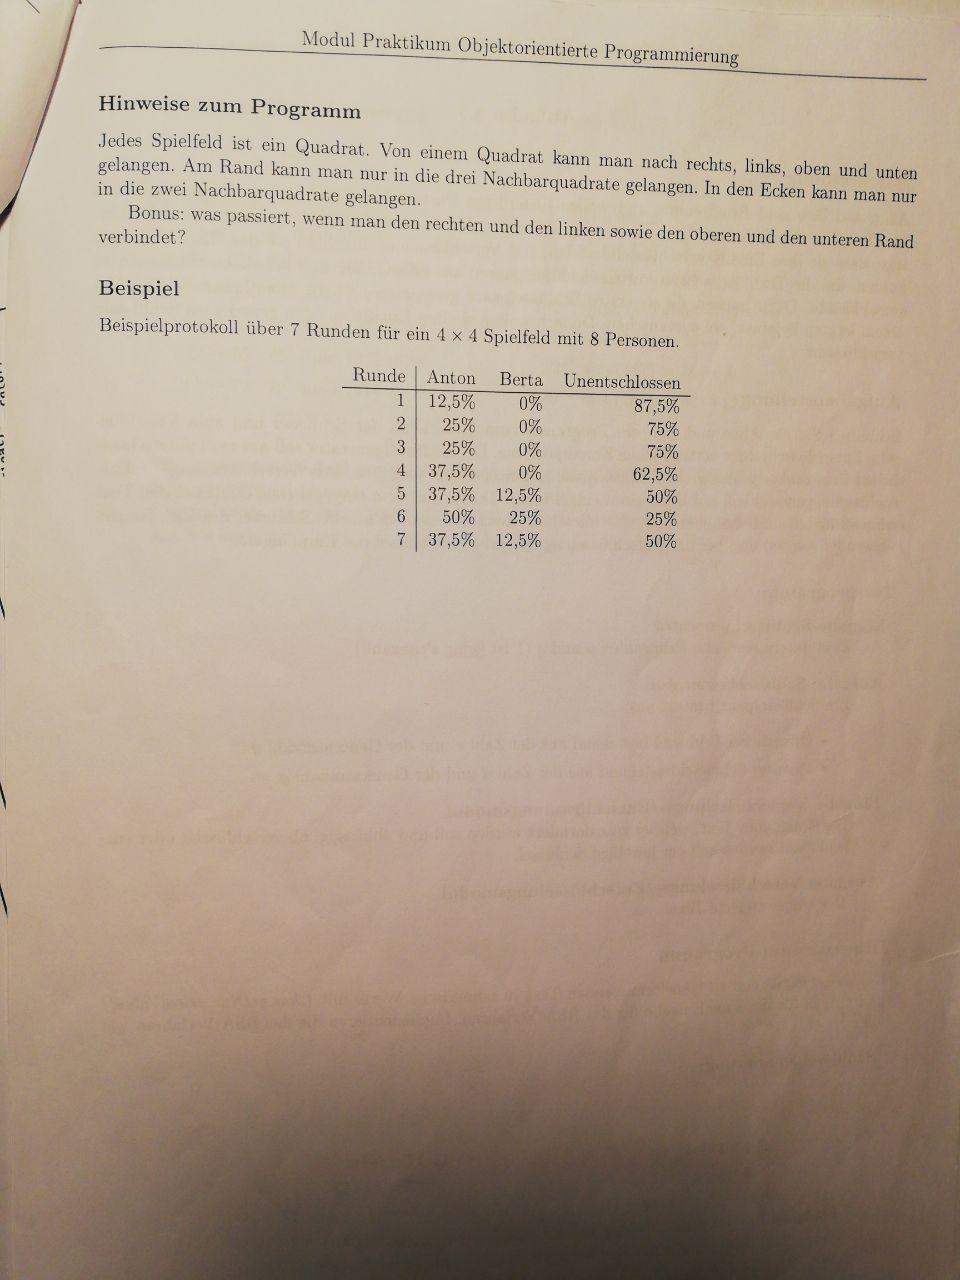 Modul Praktikum Objektorientierte Programmierung
Hinweise zum Programm
Jedes Spielfeld ist ein Quadrat. Von einem Quadrat kann man nach rechts, links, oben und unten
gelangen. Am Rand kann man nur in die drei Nachbarquadrate gelangen. In den Ecken kann man nur
in die zwei Nachbarquadrate gelangen.
Bonus: was passiert, wenn man den rechten und den linken sowie den oberen und den unteren Rand
verbindet?
Beispiel
Beispielprotokoll über 7 Runden für ein 4 × 4 Spielfeld mit 8 Personen.
Runde Anton Berta Unentschlossen
1 12,5% 0% 87,5%
2 25% 0% 75%
3 25% 0% 75%
4 37,5% 0% 62,5%
5 37,5% 12,5% 50%
6 50% 25% 25%
7 37,5% 12,5% 50%